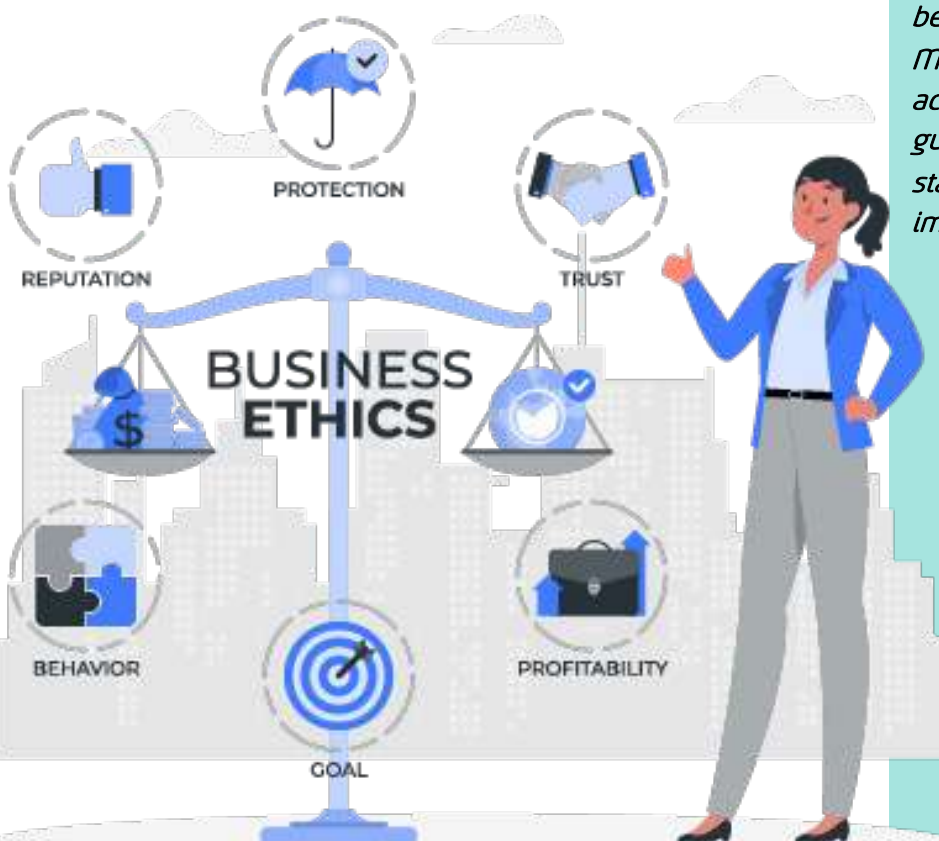 PROTECTION
REPUTATION
TRUST
BUSINESS
ETHICS
$
BEHAVIOR
PROFITABILITY
GOAL